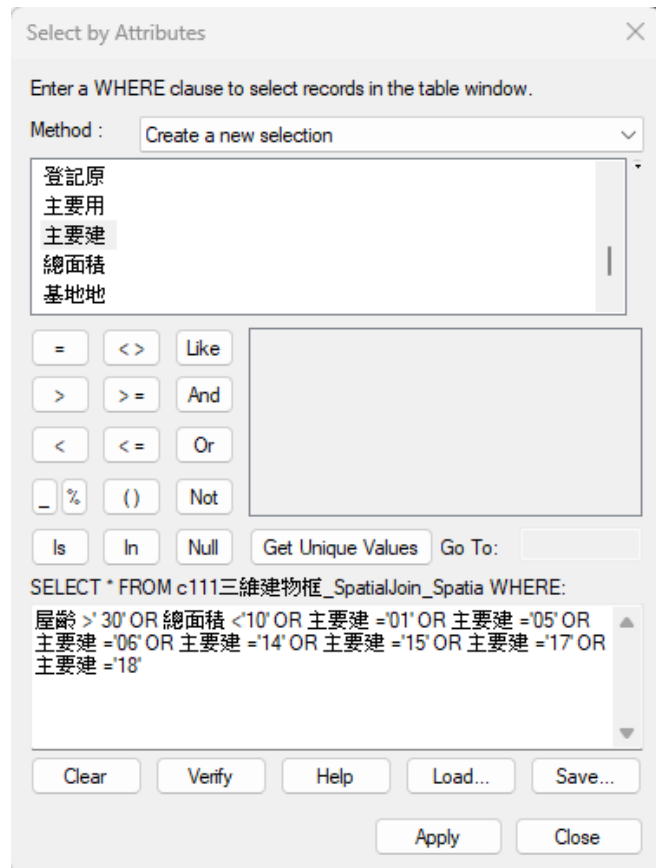 Select by Attributes
Enter a WHERE clause to select records in the table window.
Method : Create a new selection
登記原
主要用
主要建
總面積
基地地
= < > Like
> > = And
< < = Or
_ % () Not
Is In Null Get Unique Values Go To:
SELECT * FROM c111三維建物框_SpatialJoin_Spatia WHERE:
屋齡 >' 30' OR 總面積 <'10' OR 主要建 ='01' OR 主要建 ='05' OR
主要建 ='06' OR 主要建 ='14' OR 主要建 ='15' OR 主要建 ='17' OR
主要建 ='18'
Clear Verify Help Load... Save...
Apply Close